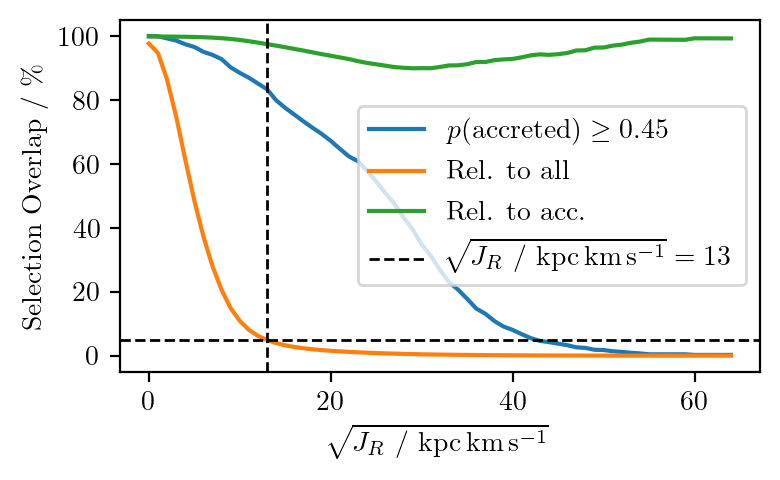 Selection Overlap / %
100
80
60
40
20
0
p(accreted) ≥ 0.45
Rel. to all
Rel. to acc.
√J_R / kpc km s⁻¹ = 13
0 20 40 60
√J_R / kpc km s⁻¹